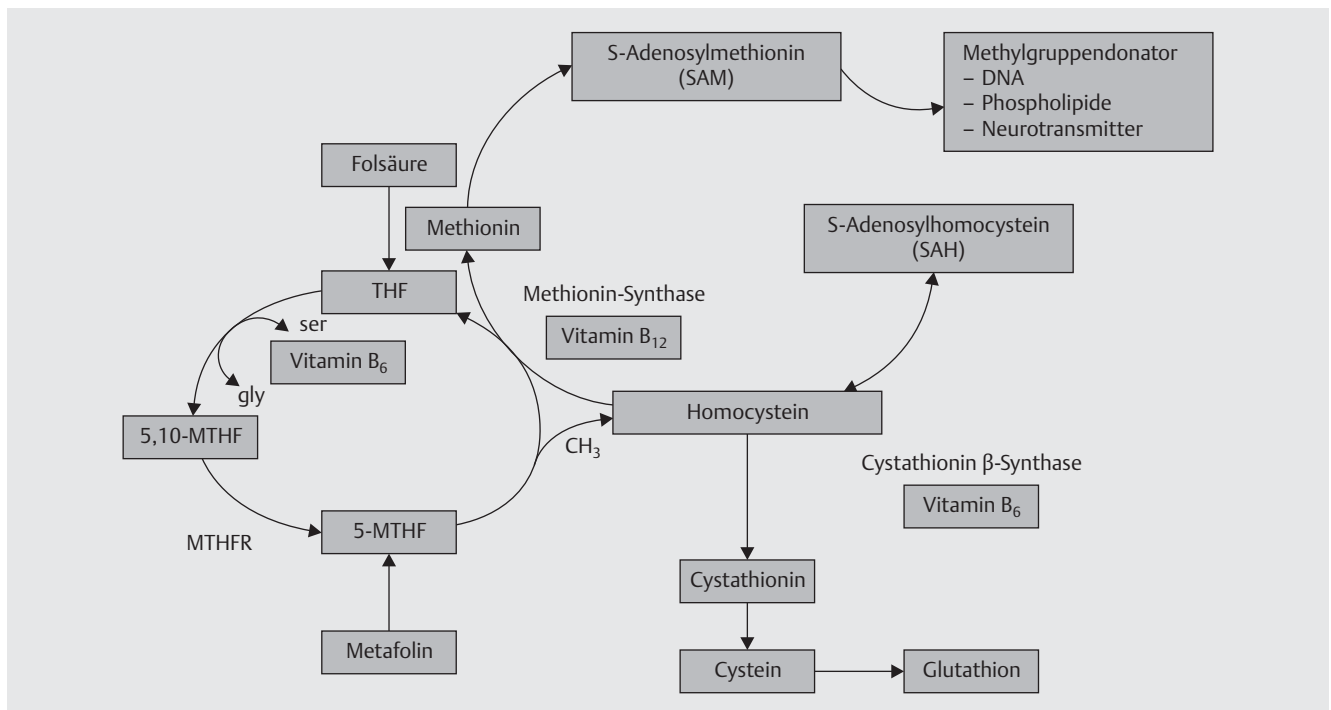 S-Adenosylmethionin
(SAM)
Methylgruppendonator
– DNA
– Phospholipide
– Neurotransmitter
Folsäure
Methionin
S-Adenosylhomocystein
(SAH)
THF
Methionin-Synthase
ser
Vitamin B₁₂
Vitamin B₆
gly
Homocystein
5,10-MTHF
CH₃
Cystathionin β-Synthase
Vitamin B₆
5-MTHF
MTHFR
Cystathionin
Metafolin
Cystein
Glutathion